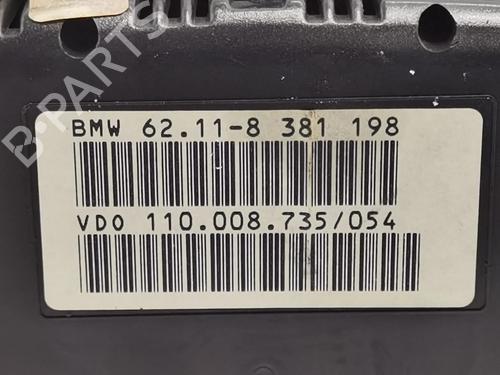 B-PARTS
BMW 62.11-8 381 198
VDO 110.008.735/054